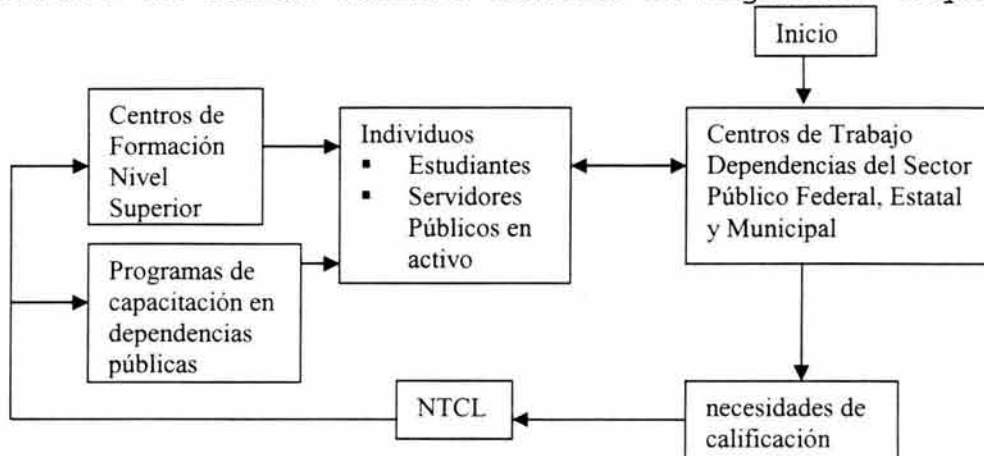 Inicio
Centros de
Formación
Nivel
Superior
Individuos
▪ Estudiantes
▪ Servidores
Públicos en
activo
Centros de Trabajo
Dependencias del Sector
Público Federal, Estatal
y Municipal
Programas de
capacitación en
dependencias
públicas
NTCL
necesidades de
calificación